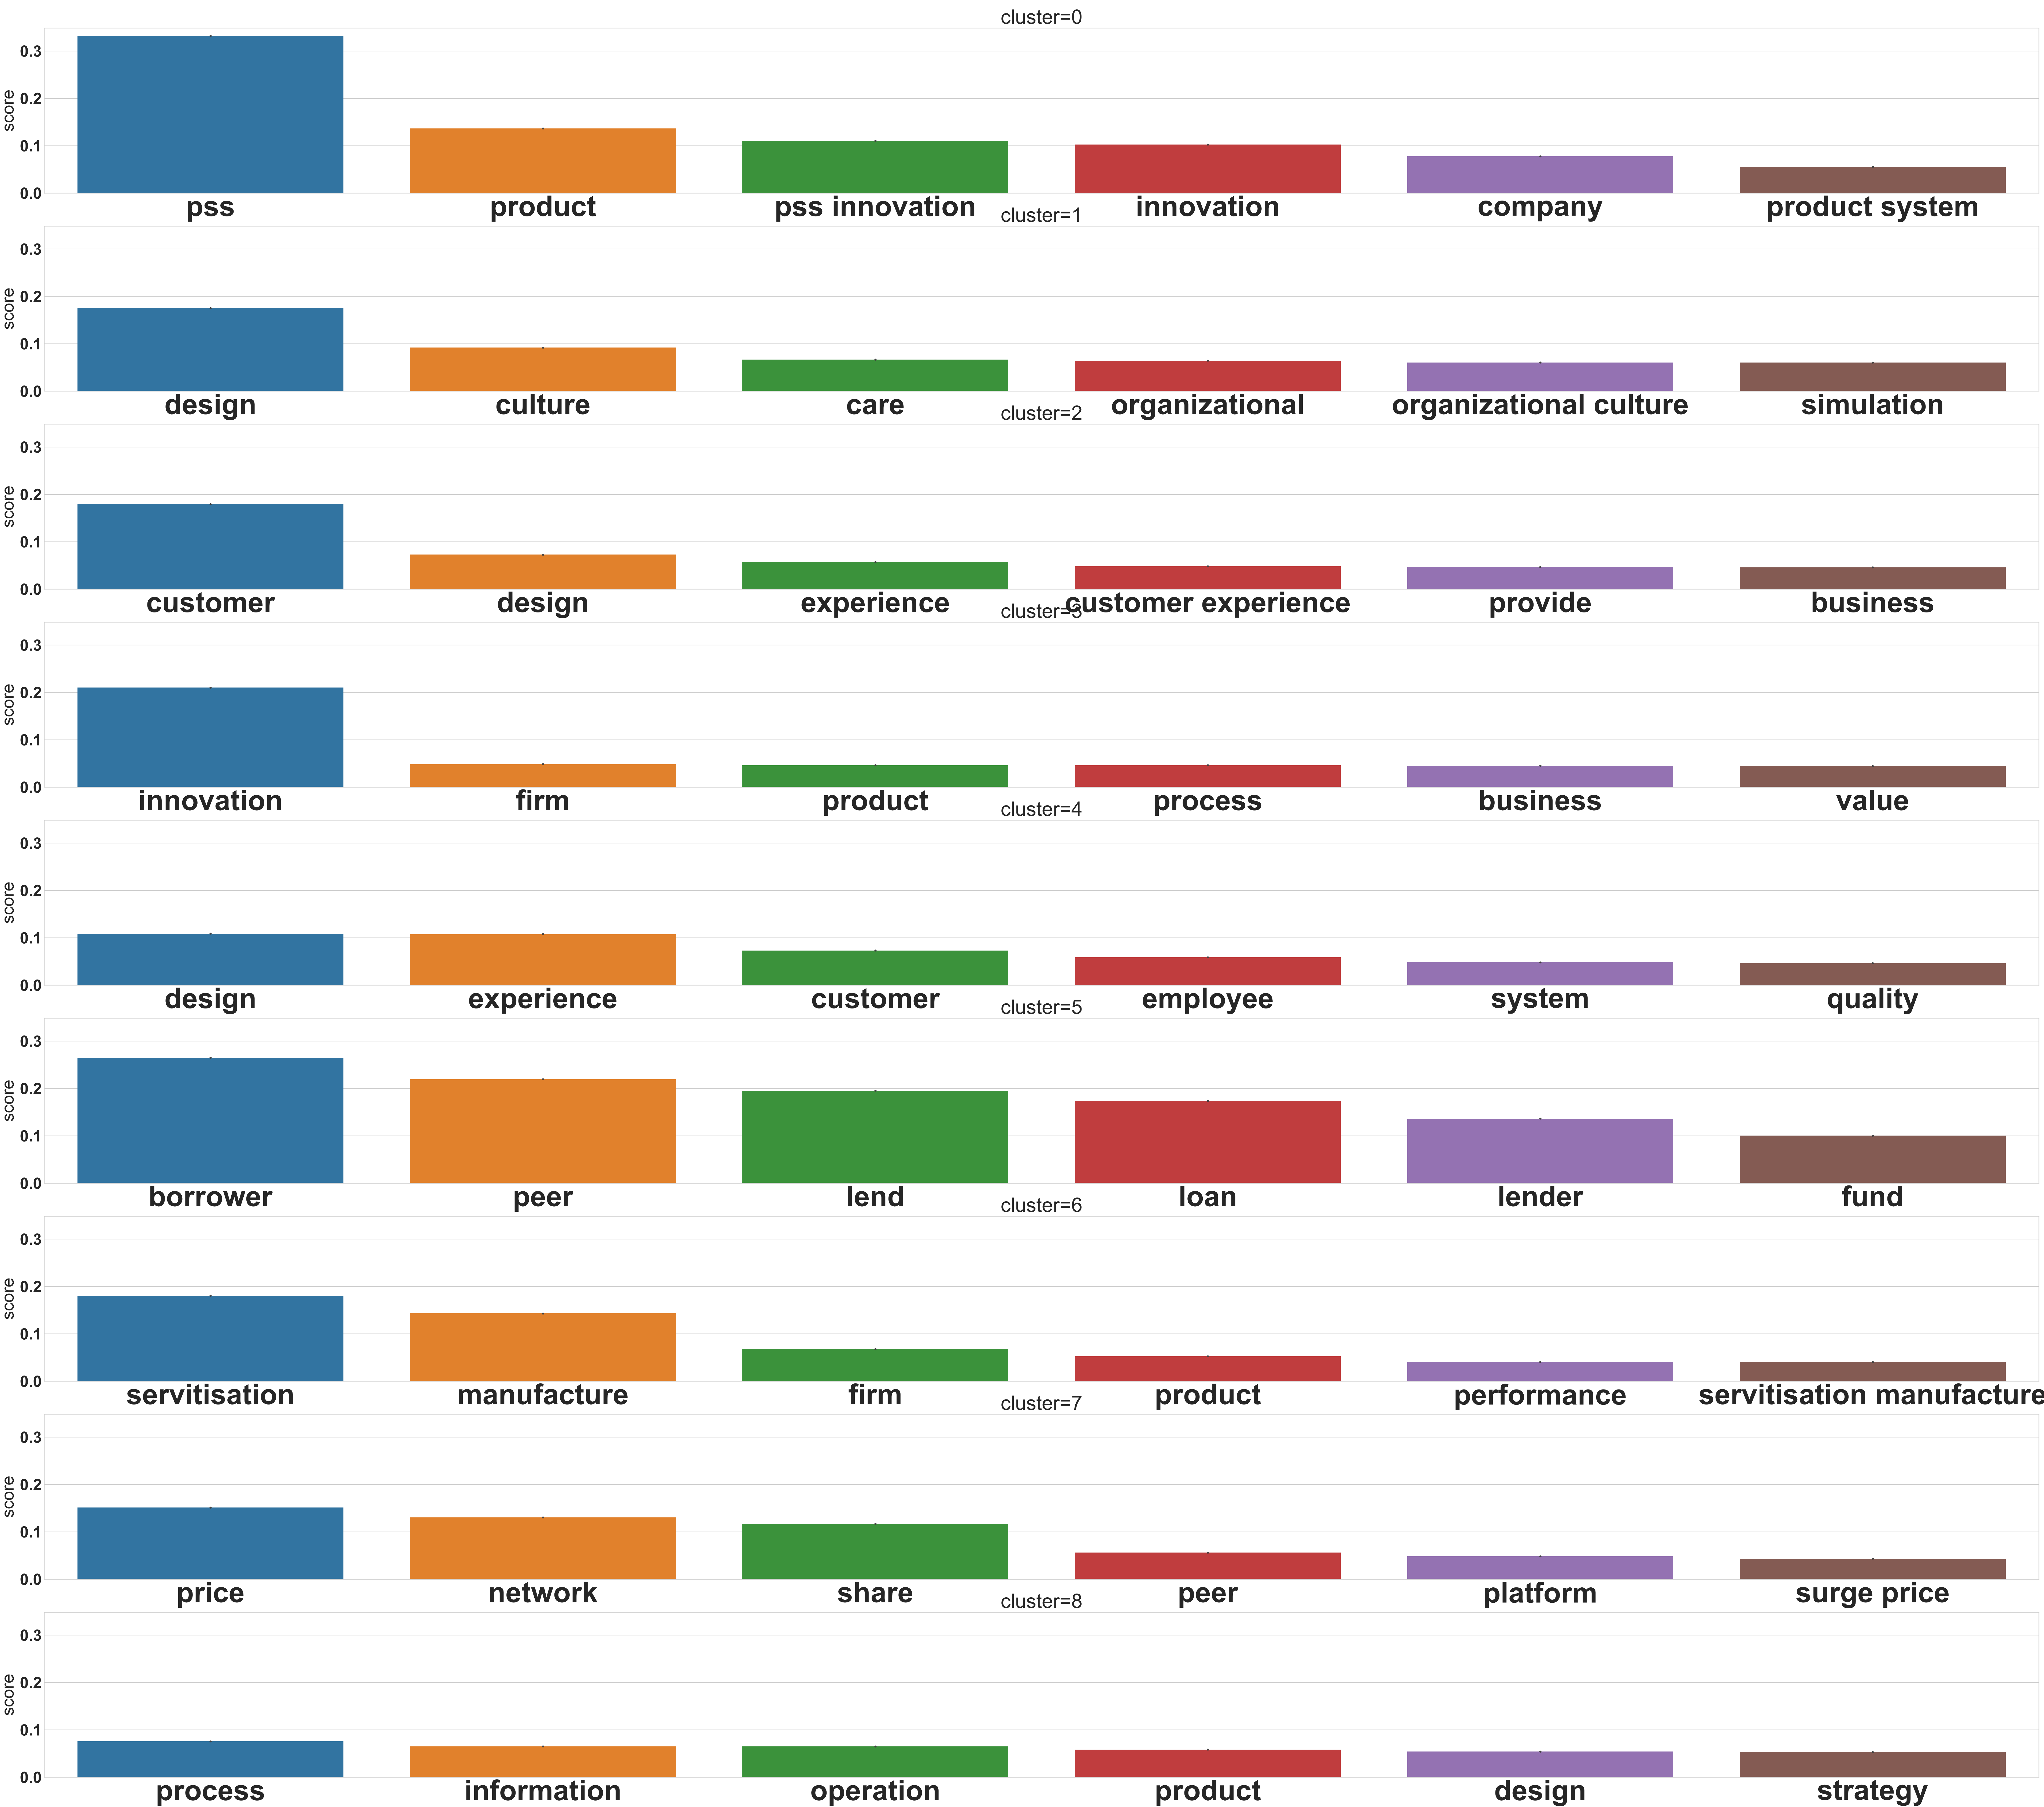 cluster=0
score
0.3
0.2
0.1
0.0
pss product pss innovation innovation company product system
cluster=1
score
0.3
0.2
0.1
0.0
design culture care organizational organizational culture simulation
cluster=2
score
0.3
0.2
0.1
0.0
customer design experience customer experience provide business
cluster=3
score
0.3
0.2
0.1
0.0
innovation firm product process business value
cluster=4
score
0.3
0.2
0.1
0.0
design experience customer employee system quality
cluster=5
score
0.3
0.2
0.1
0.0
borrower peer lend loan lender fund
cluster=6
score
0.3
0.2
0.1
0.0
servitisation manufacture firm product performance servitisation manufacture
cluster=7
score
0.3
0.2
0.1
0.0
price network share peer platform surge price
cluster=8
score
0.3
0.2
0.1
0.0
process information operation product design strategy